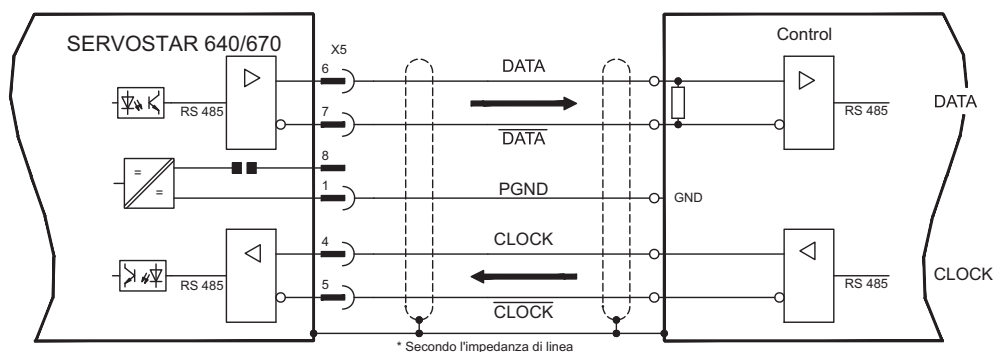 SERVOSTAR 640/670
X5
Control
6
DATA
RS 485
RS 485
DATA
7
DATA
8
=
=
1
PGND
GND
4
CLOCK
RS 485
RS 485
CLOCK
5
CLOCK
* Secondo l'impedanza di linea